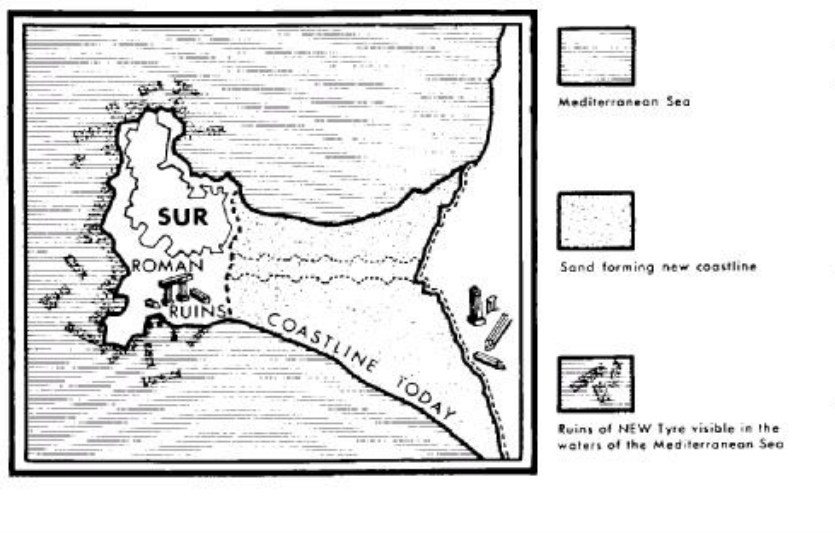 SUR
ROMAN
RUINS
COASTLINE TODAY
Mediterranean Sea
Sand forming new coastline
Ruins of NEW Tyre visible in the
waters of the Mediterranean Sea